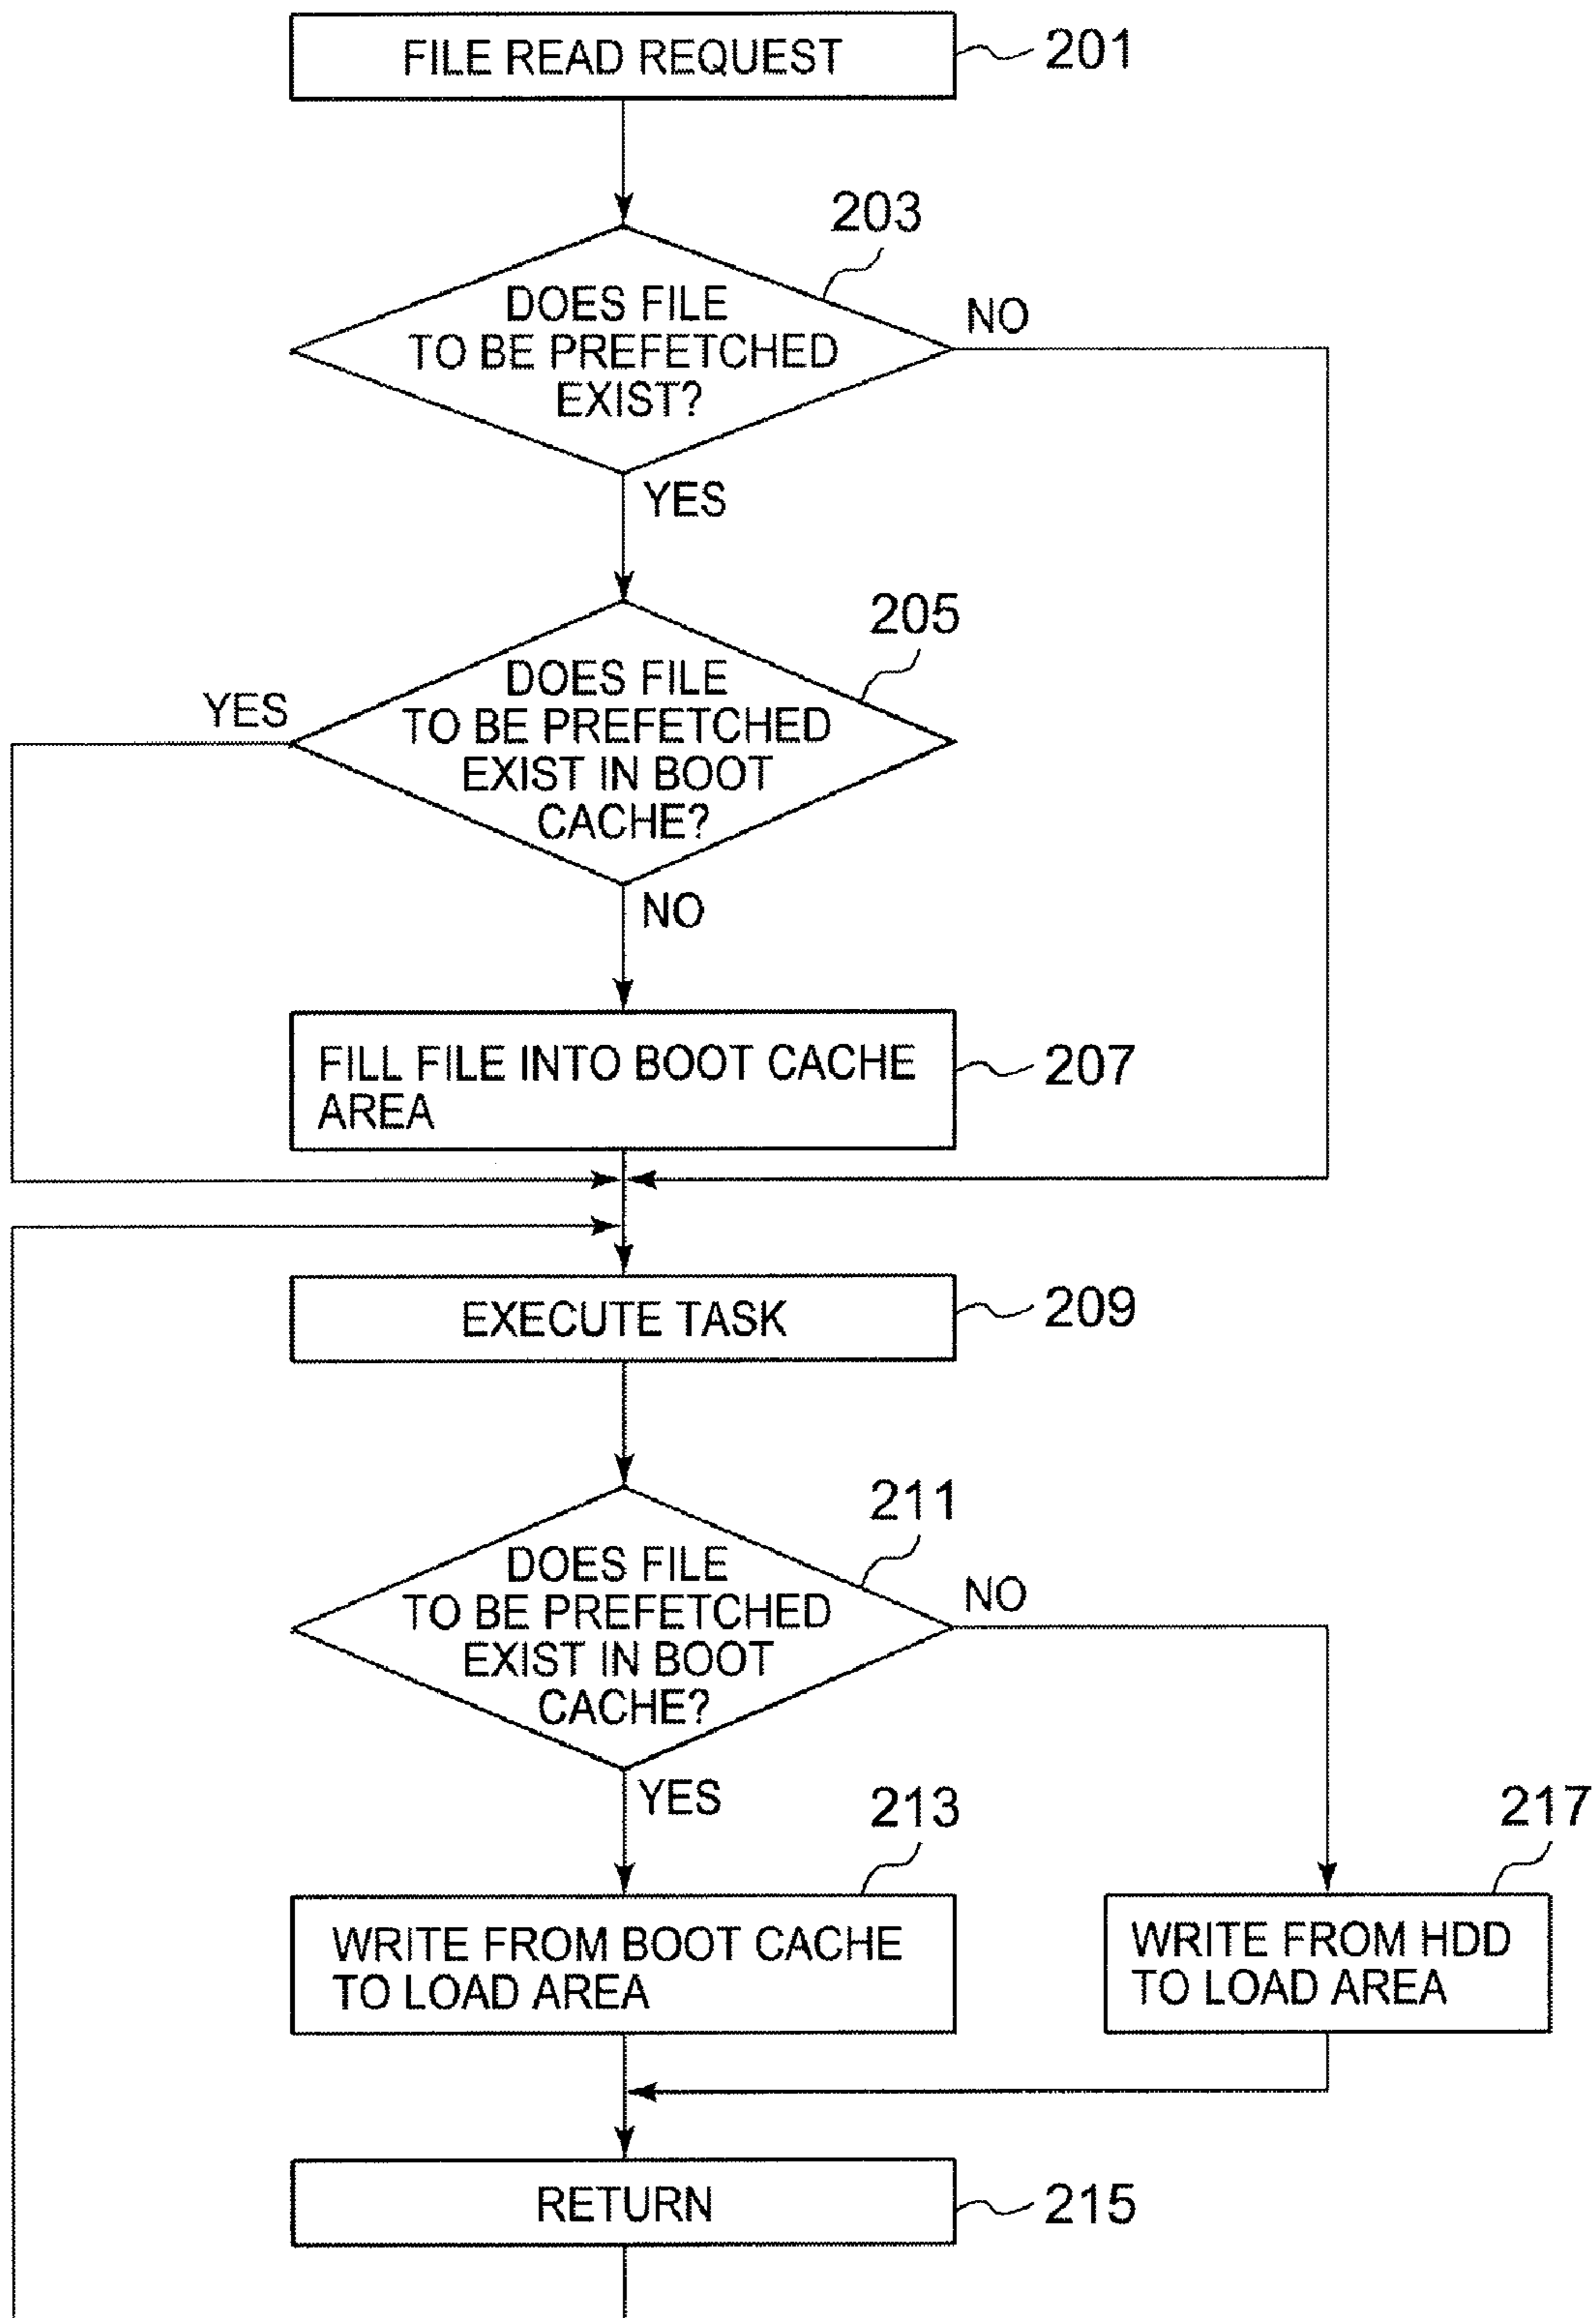 FILE READ REQUEST
201
203
DOES FILE
TO BE PREFETCHED
EXIST?
NO
YES
205
DOES FILE
TO BE PREFETCHED
EXIST IN BOOT
CACHE?
YES
NO
FILL FILE INTO BOOT CACHE
AREA
207
EXECUTE TASK
209
211
DOES FILE
TO BE PREFETCHED
EXIST IN BOOT
CACHE?
NO
YES
213
WRITE FROM BOOT CACHE
TO LOAD AREA
217
WRITE FROM HDD
TO LOAD AREA
RETURN
215